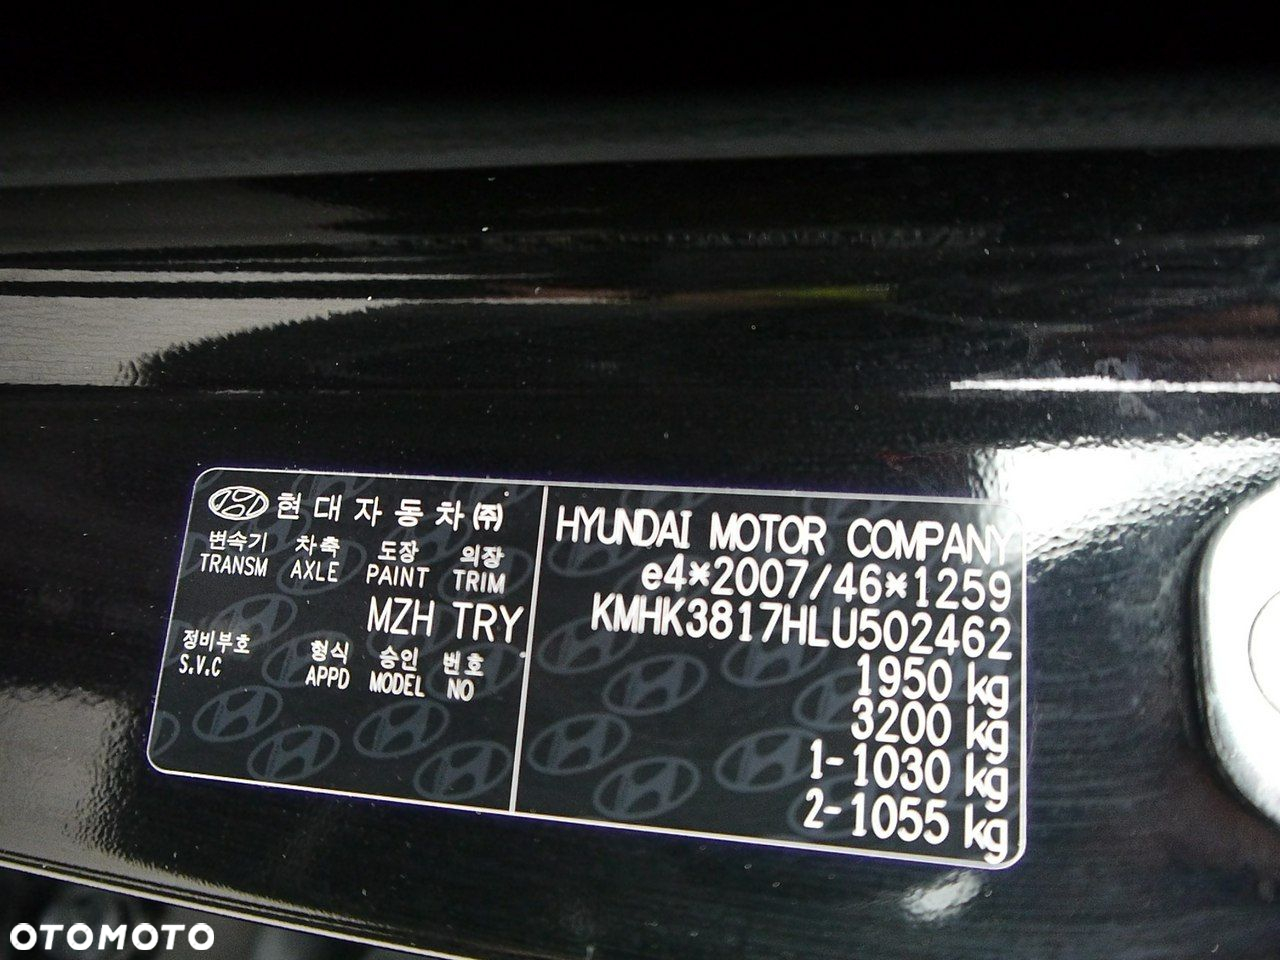 현대자동차(주)
변속기 차축 도장 의장
TRANSM AXLE PAINT TRIM
MZH TRY
정비부호 형식 승인 번호
S.V.C APPD MODEL NO
HYUNDAI MOTOR COMPANY
e4*2007/46*1259
KMHK3817HLU502462
1950 kg
3200 kg
1-1030 kg
2-1055 kg
OTOMOTO